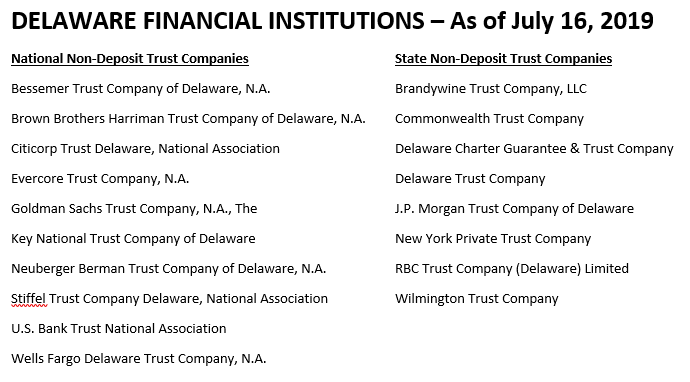 DELAWARE FINANCIAL INSTITUTIONS – As of July 16, 2019
National Non-Deposit Trust Companies
Bessemer Trust Company of Delaware, N.A.
Brown Brothers Harriman Trust Company of Delaware, N.A.
Citicorp Trust Delaware, National Association
Evercore Trust Company, N.A.
Goldman Sachs Trust Company, N.A., The
Key National Trust Company of Delaware
Neuberger Berman Trust Company of Delaware, N.A.
Stiffel Trust Company Delaware, National Association
U.S. Bank Trust National Association
Wells Fargo Delaware Trust Company, N.A.
State Non-Deposit Trust Companies
Brandywine Trust Company, LLC
Commonwealth Trust Company
Delaware Charter Guarantee & Trust Company
Delaware Trust Company
J.P. Morgan Trust Company of Delaware
New York Private Trust Company
RBC Trust Company (Delaware) Limited
Wilmington Trust Company